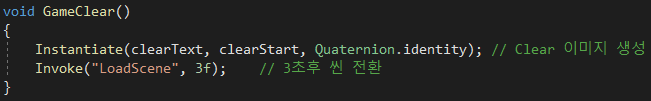 void GameClear()
{
Instantiate(clearText, clearStart, Quaternion.identity); // Clear 이미지 생성
Invoke("LoadScene", 3f);    // 3초후 씬 전환
}